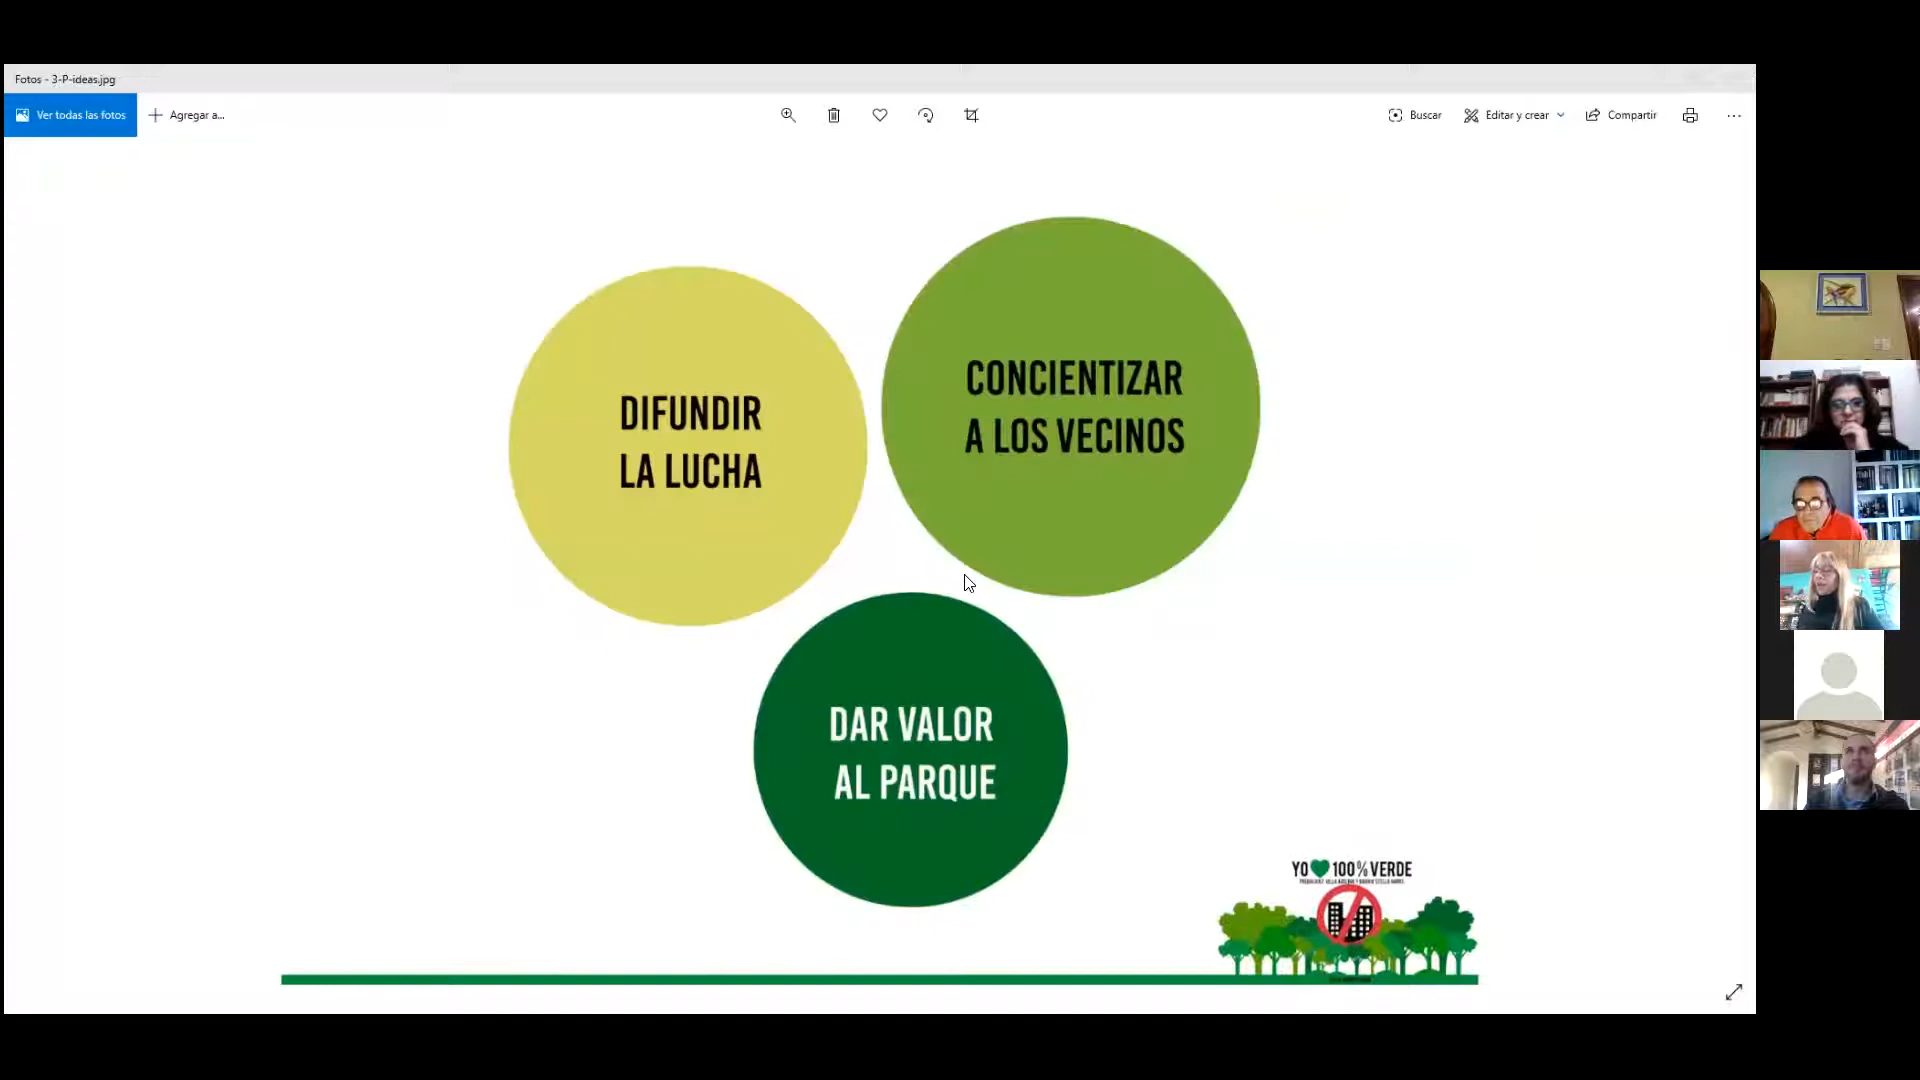 Fotos - 3-P-ideas.jpg
Ver todas las fotos
Agregar a...
Buscar
Editar y crear
Compartir
DIFUNDIR
LA LUCHA
CONCIENTIZAR
A LOS VECINOS
DAR VALOR
AL PARQUE
YO 100% VERDE